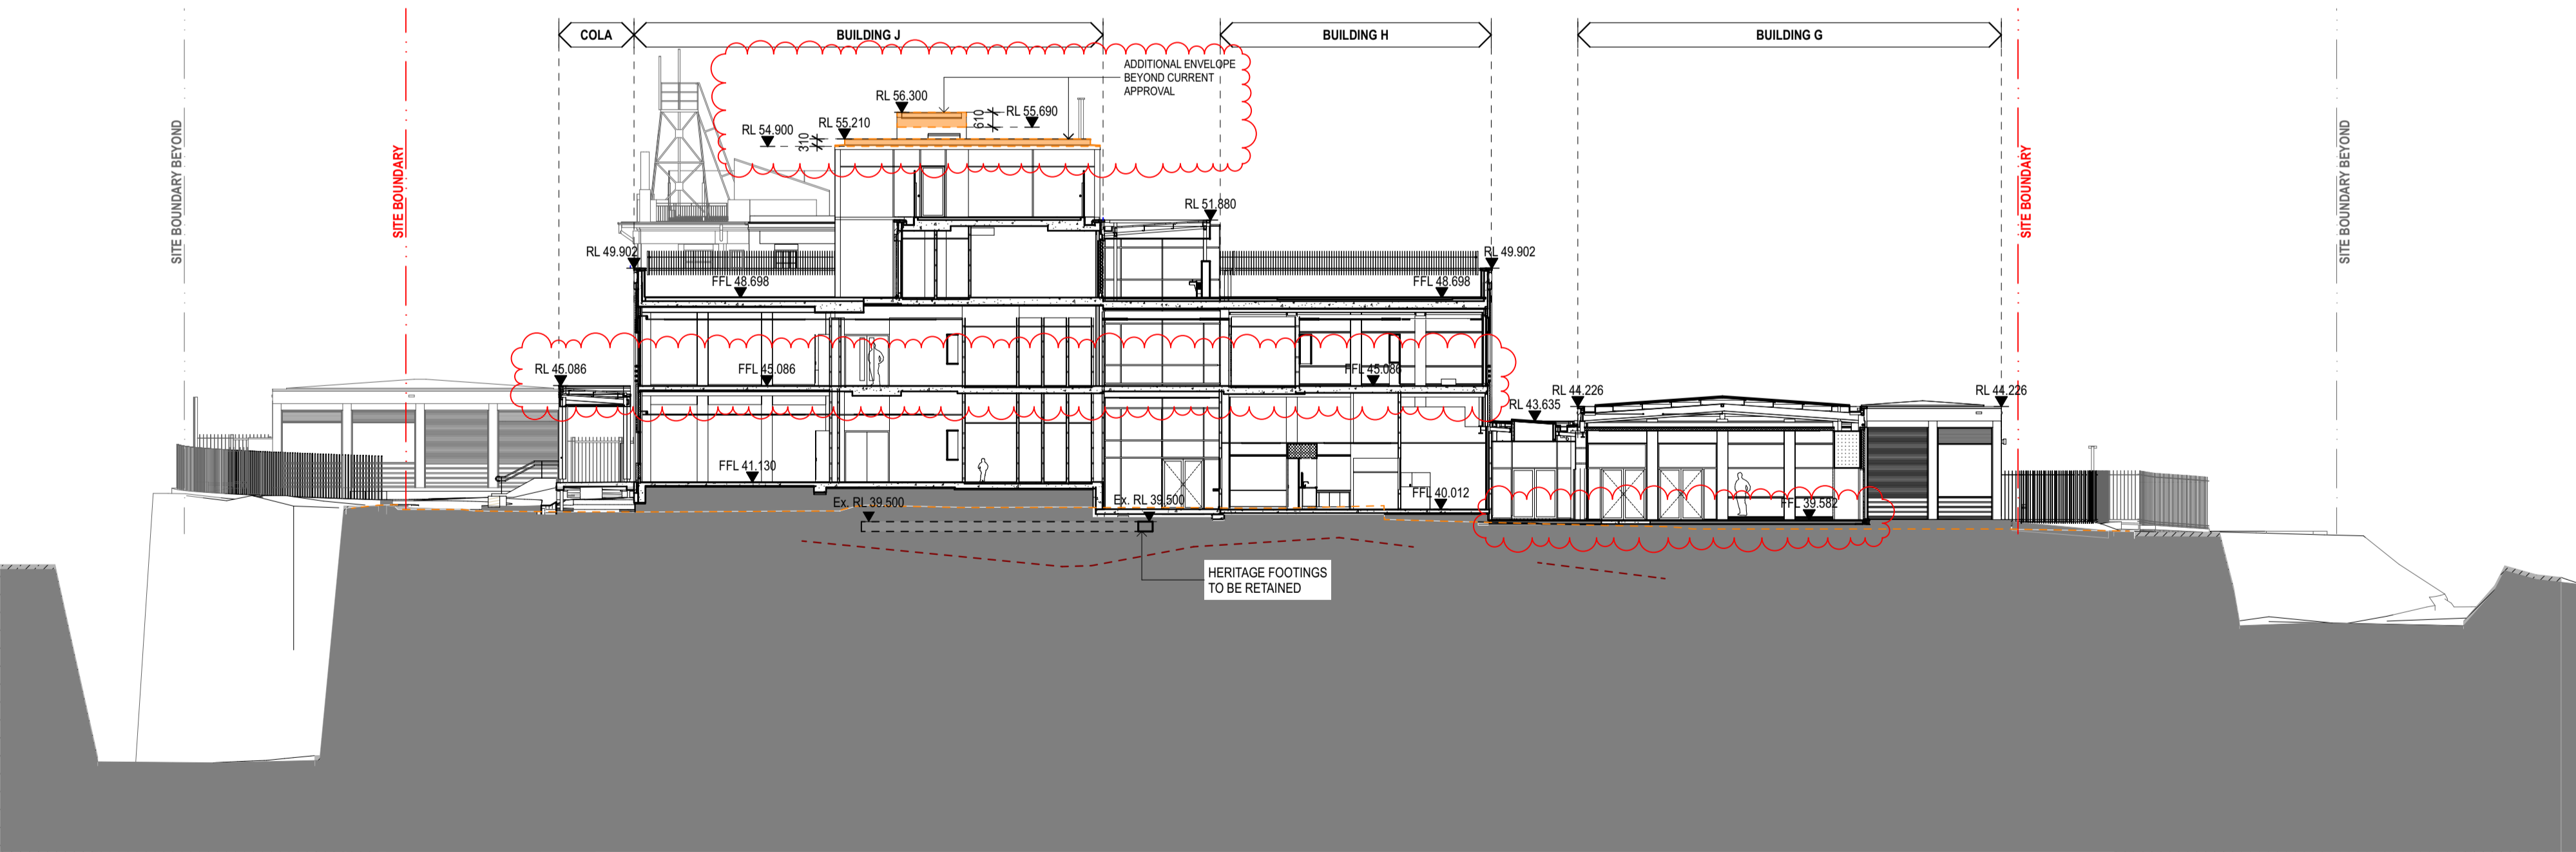 COLA
BUILDING J
BUILDING H
BUILDING G
ADDITIONAL ENVELOPE
BEYOND CURRENT
APPROVAL
RL 56.300
610
RL 55.690
RL 54.900
310
RL 55.210
SITE BOUNDARY BEYOND
SITE BOUNDARY
SITE BOUNDARY
SITE BOUNDARY BEYOND
RL 51.880
RL 49.902
RL 49.902
FFL 48.698
FFL 48.698
RL 45.086
FFL 45.086
FFL 45.086
RL 44.226
RL 44.226
RL 43.635
FFL 41.130
Ex. RL 39.500
Ex. RL 39.500
FFL 40.012
FFL 39.582
HERITAGE FOOTINGS
TO BE RETAINED